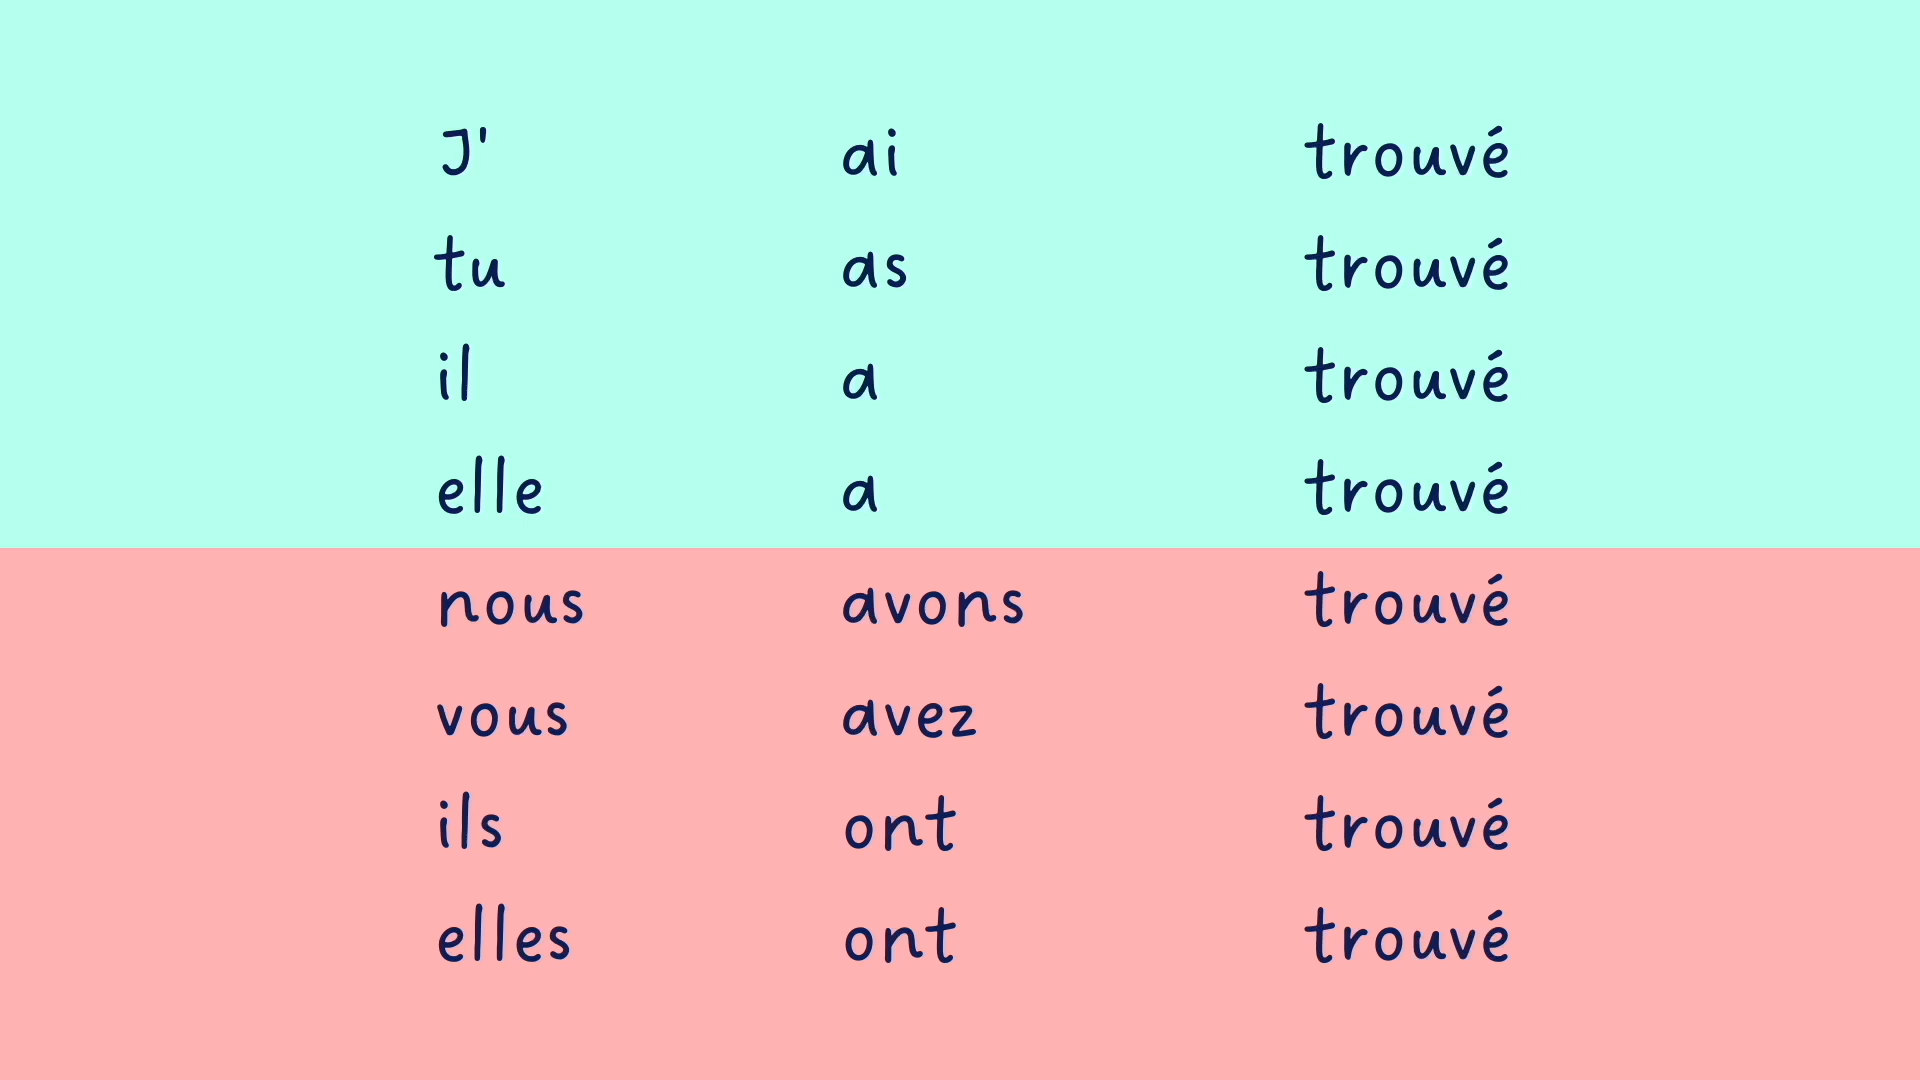 J' ai trouvé
tu as trouvé
il a trouvé
elle a trouvé
nous avons trouvé
vous avez trouvé
ils ont trouvé
elles ont trouvé